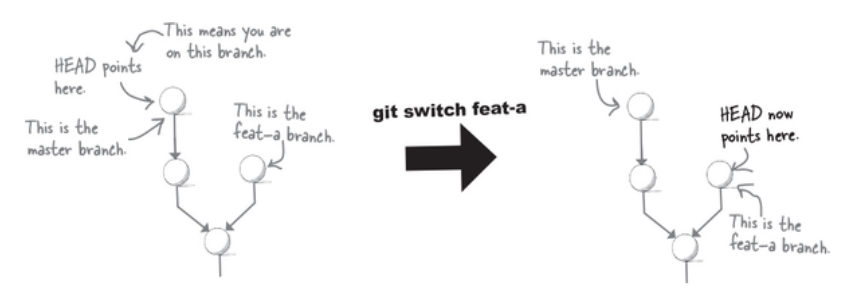 This means you are
on this branch.
HEAD points
here.
This is the
master branch.
This is the
feat-a branch.
git switch feat-a
This is the
master branch.
HEAD now
points here.
This is the
feat-a branch.